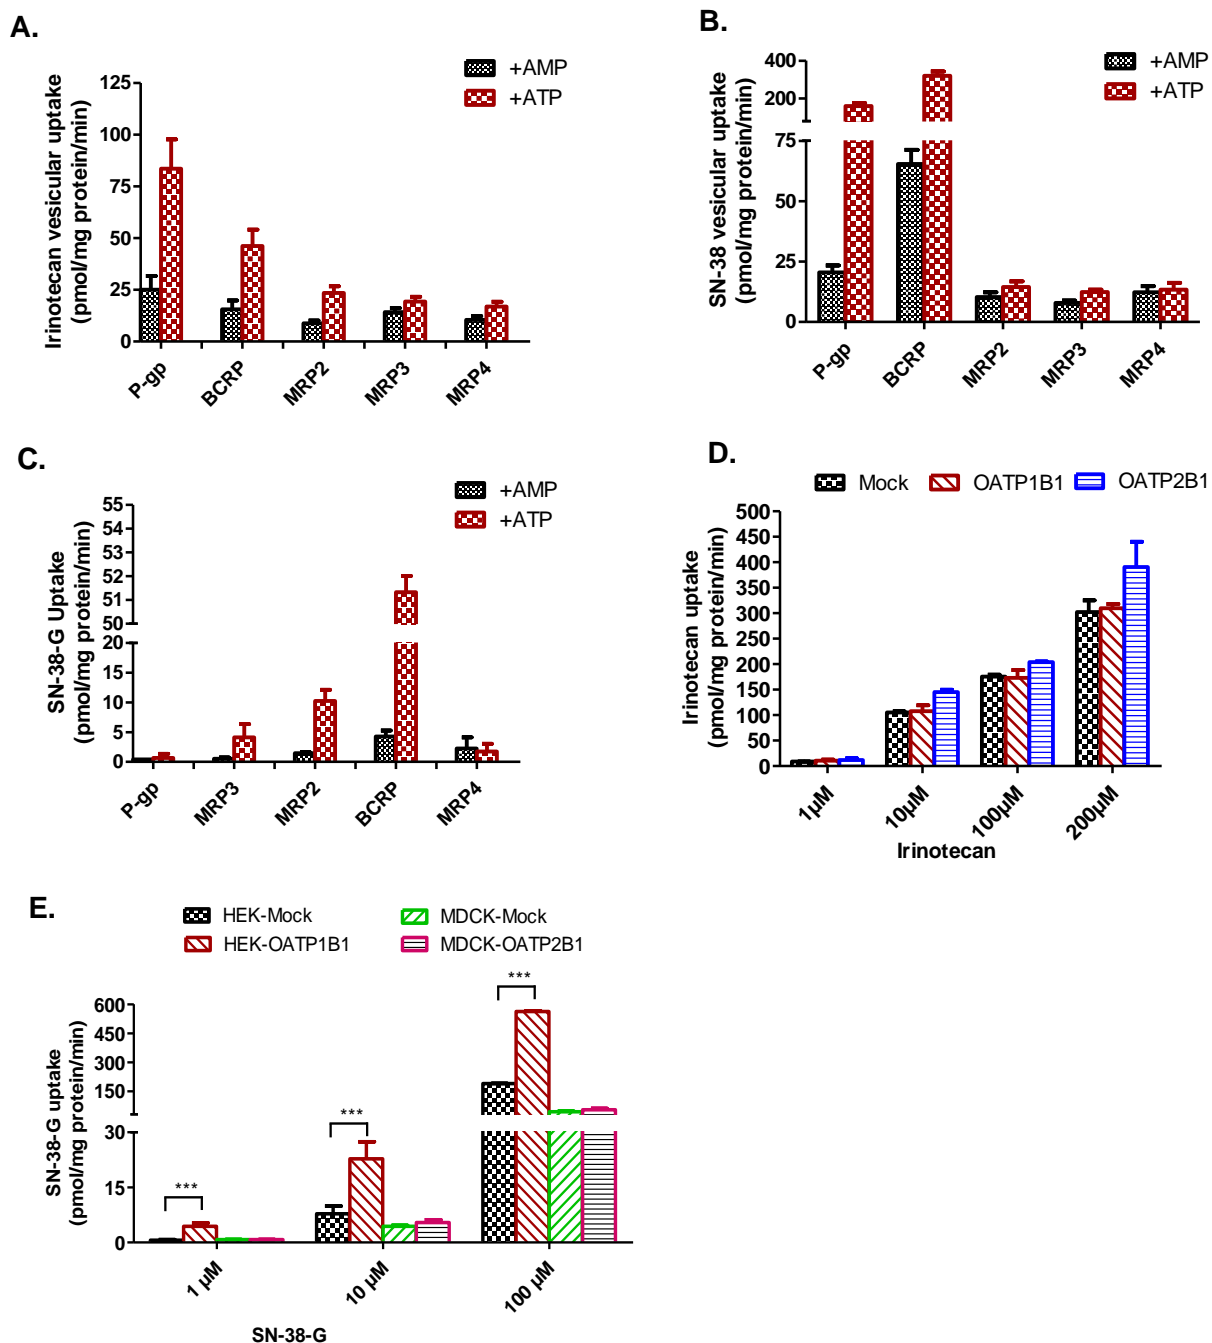 A.
+AMP
+ATP
Irinotecan vesicular uptake
(pmol/mg protein/min)
125
100
75
50
25
0
P-gp
BCRP
MRP2
MRP3
MRP4
B.
+AMP
+ATP
SN-38 vesicular uptake
(pmol/mg protein/min)
400
200
75
50
25
0
P-gp
BCRP
MRP2
MRP3
MRP4
C.
+AMP
+ATP
SN-38-G Uptake
(pmol/mg protein/min)
55
54
53
52
51
50
20
15
10
5
0
P-gp
MRP3
MRP2
BCRP
MRP4
D.
Mock
OATP1B1
OATP2B1
Irinotecan uptake
(pmol/mg protein/min)
500
450
400
350
300
250
200
150
100
50
0
1µM
10µM
100µM
200µM
Irinotecan
E.
HEK-Mock
MDCK-Mock
HEK-OATP1B1
MDCK-OATP2B1
SN-38-G uptake
(pmol/mg protein/min)
600
450
300
150
30
15
0
***
***
***
1 µM
10 µM
100 µM
SN-38-G